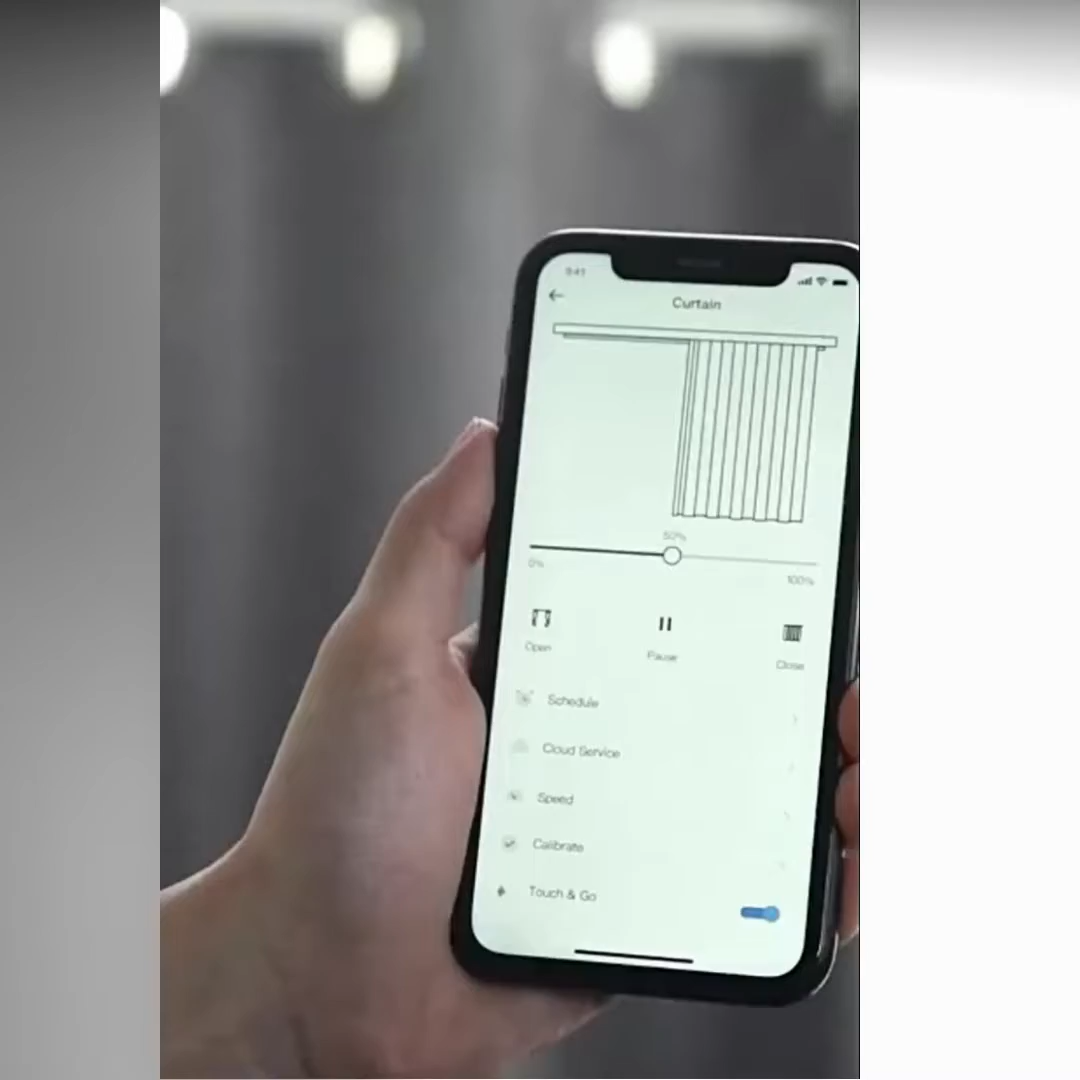 9:41
Curtain
50%
0%
100%
Open
Pause
Close
Schedule
Cloud Service
Speed
Calibrate
Touch & Go